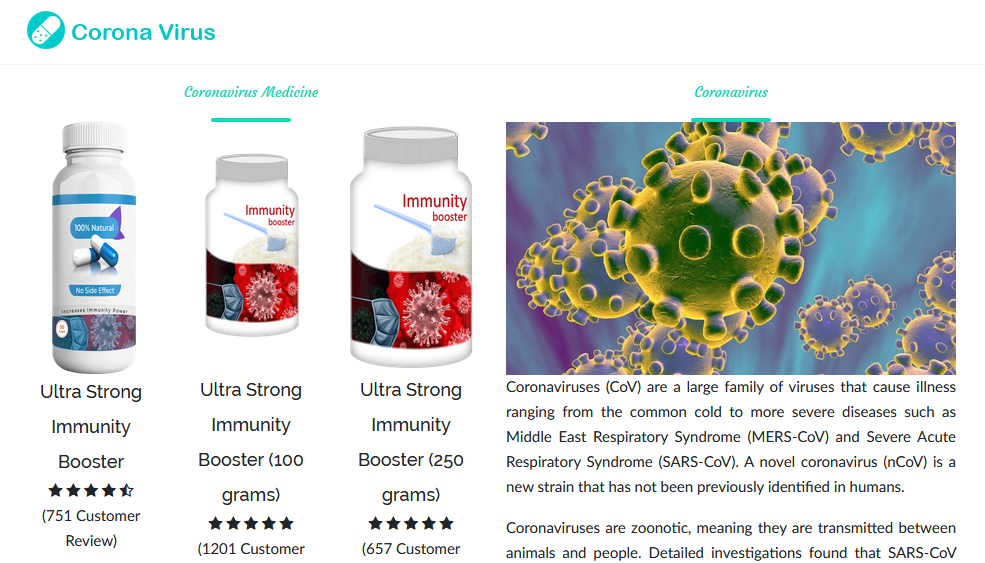 Corona Virus
Coronavirus Medicine
100% Natural
No Side Effect
Increases Immunity Power
30
Immunity
booster
Immunity
booster
Ultra Strong
Immunity
Booster
(751 Customer
Review)
Ultra Strong
Immunity
Booster (100
grams)
(1201 Customer
Ultra Strong
Immunity
Booster (250
grams)
(657 Customer
Coronavirus
Coronaviruses (CoV) are a large family of viruses that cause illness
ranging from the common cold to more severe diseases such as
Middle East Respiratory Syndrome (MERS-CoV) and Severe Acute
Respiratory Syndrome (SARS-CoV). A novel coronavirus (nCoV) is a
new strain that has not been previously identified in humans.
Coronaviruses are zoonotic, meaning they are transmitted between
animals and people. Detailed investigations found that SARS-CoV